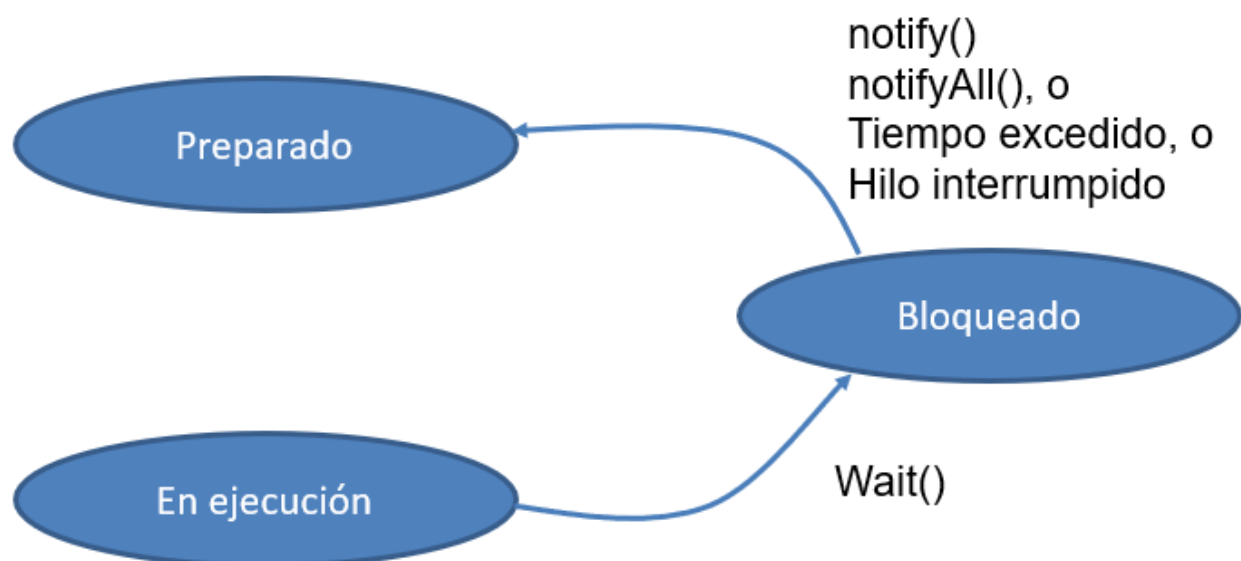 notify()
notifyAll(), o
Tiempo excedido, o
Hilo interrumpido
Preparado
Bloqueado
Wait()
En ejecución